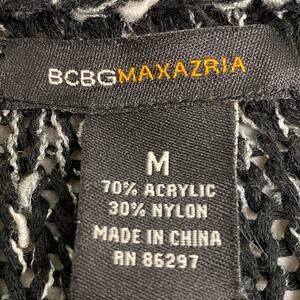 BCBGMAXAZRIA
M
70% ACRYLIC
30% NYLON
MADE IN CHINA
RN 86297